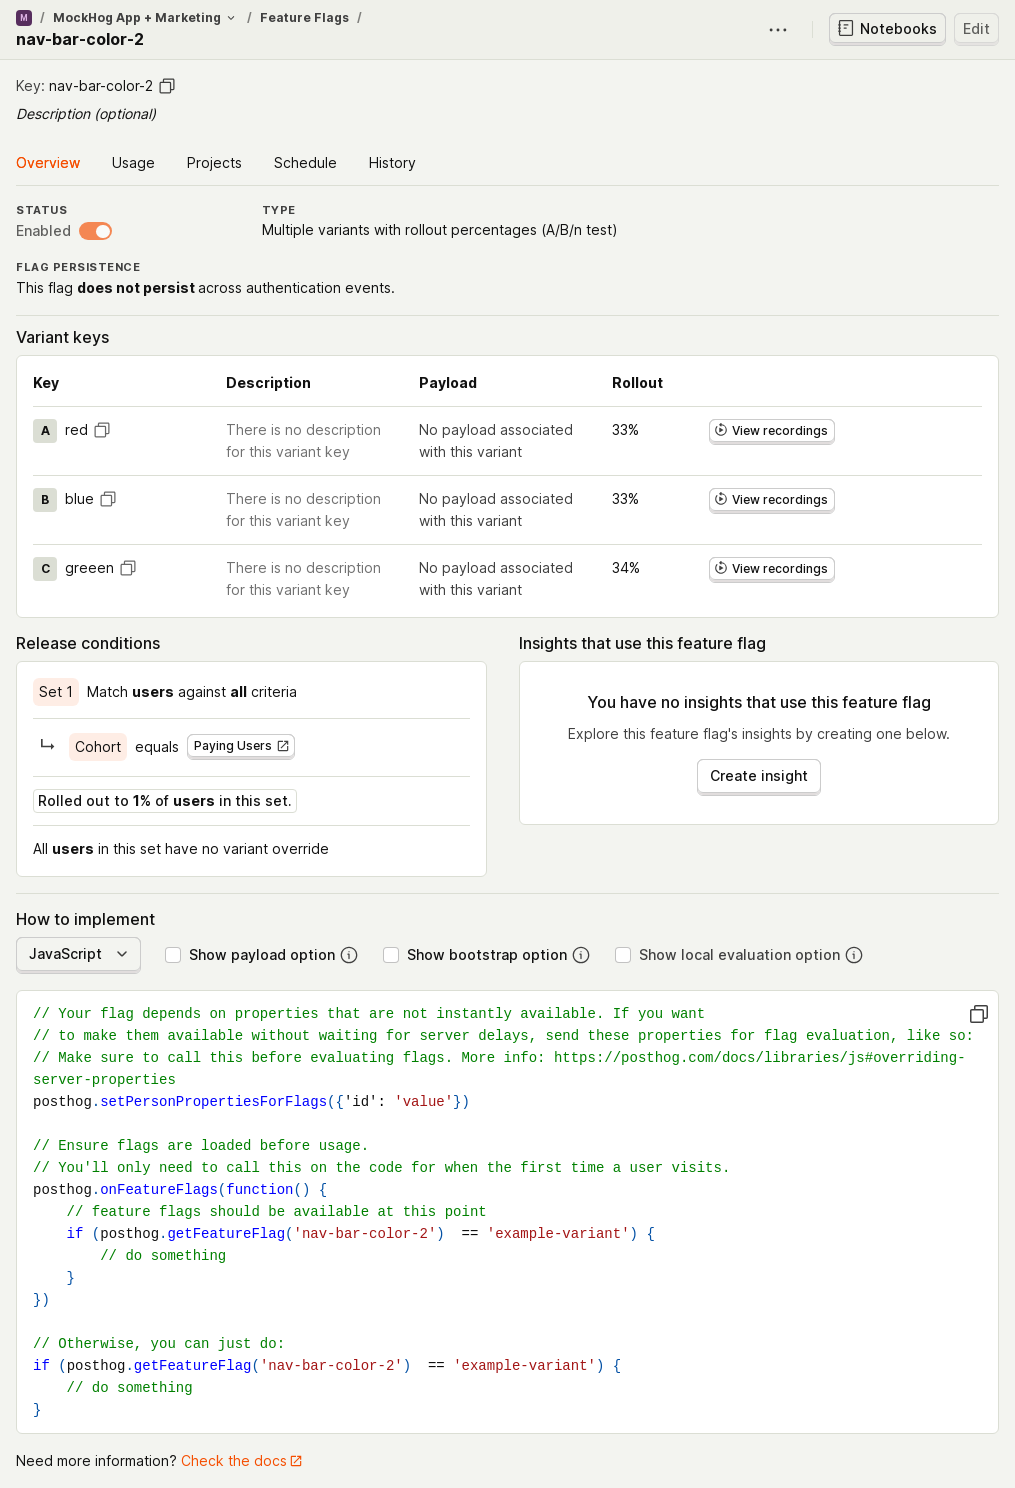 M / MockHog App + Marketing / Feature Flags /
nav-bar-color-2
Notebooks
Edit
Key: nav-bar-color-2
Description (optional)
Overview Usage Projects Schedule History
STATUS TYPE
Enabled Multiple variants with rollout percentages (A/B/n test)
FLAG PERSISTENCE
This flag does not persist across authentication events.
Variant keys
Key Description Payload Rollout
A red There is no description No payload associated 33% View recordings
for this variant key with this variant
B blue There is no description No payload associated 33% View recordings
for this variant key with this variant
C greeen There is no description No payload associated 34% View recordings
for this variant key with this variant
Release conditions
Set 1 Match users against all criteria
Cohort equals Paying Users
Rolled out to 1% of users in this set.
All users in this set have no variant override
Insights that use this feature flag
You have no insights that use this feature flag
Explore this feature flag's insights by creating one below.
Create insight
How to implement
JavaScript Show payload option Show bootstrap option Show local evaluation option
// Your flag depends on properties that are not instantly available. If you want
// to make them available without waiting for server delays, send these properties for flag evaluation, like so:
// Make sure to call this before evaluating flags. More info: https://posthog.com/docs/libraries/js#overriding-
server-properties
posthog.setPersonPropertiesForFlags({'id': 'value'})
// Ensure flags are loaded before usage.
// You'll only need to call this on the code for when the first time a user visits.
posthog.onFeatureFlags(function() {
    // feature flags should be available at this point
    if (posthog.getFeatureFlag('nav-bar-color-2')  == 'example-variant') {
        // do something
    }
})
// Otherwise, you can just do:
if (posthog.getFeatureFlag('nav-bar-color-2')  == 'example-variant') {
    // do something
}
Need more information? Check the docs